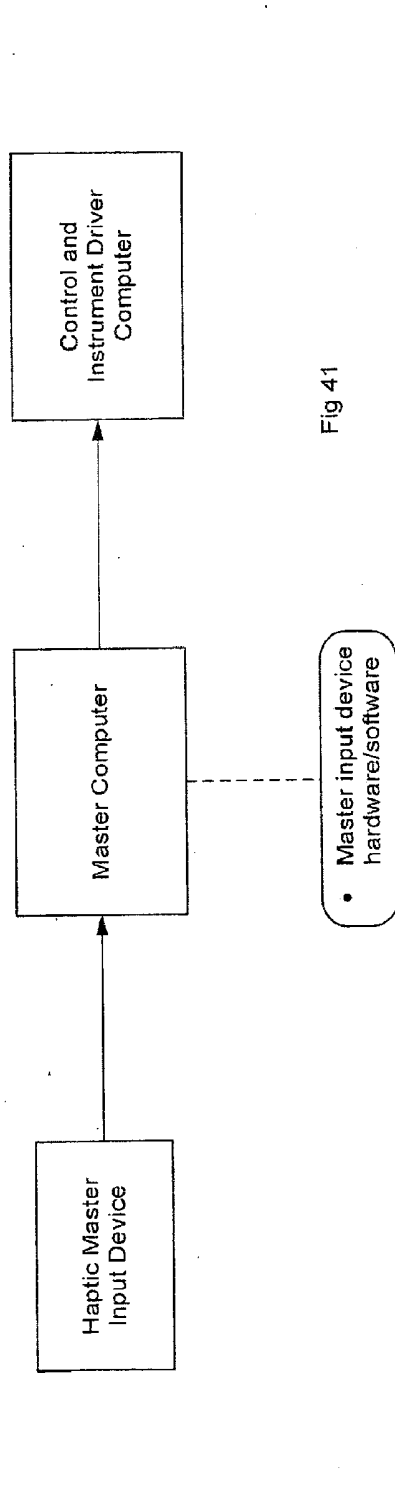 Haptic Master
Input Device
Master Computer
Control and
Instrument Driver
Computer
• Master input device
hardware/software
Fig 41